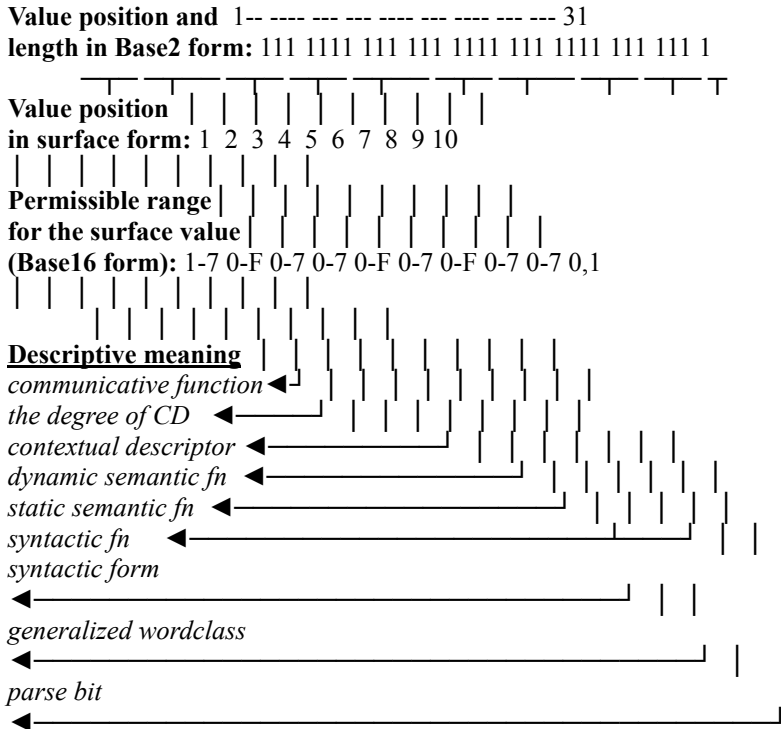 Value position and 1-- ---- --- --- ---- --- ---- --- --- 31
length in Base2 form: 111 1111 111 111 1111 111 1111 111 111 1
Value position
in surface form: 1 2 3 4 5 6 7 8 9 10
Permissible range
for the surface value
(Base16 form): 1-7 0-F 0-7 0-7 0-F 0-7 0-F 0-7 0-7 0,1
Descriptive meaning
communicative function
the degree of CD
contextual descriptor
dynamic semantic fn
static semantic fn
syntactic fn
syntactic form
generalized wordclass
parse bit